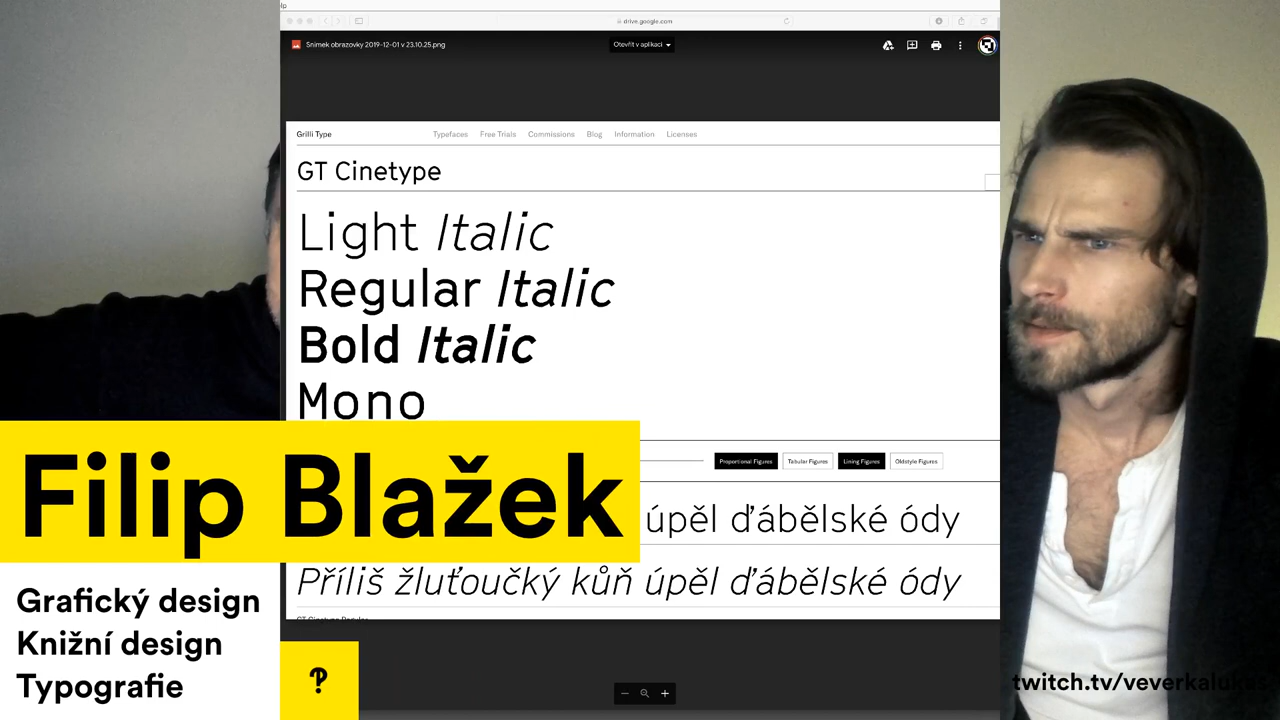 drive.google.com
Snímek obrazovky 2019-12-01 v 23.10.25.png
Otevřít v aplikaci
Grilli Type
Typefaces Free Trials Commissions Blog Information Licenses
GT Cinetype
Light Italic
Regular Italic
Bold Italic
Mono
Proportional Figures Tabular Figures Lining Figures Oldstyle Figures
úpěl ďábělské ódy
Příliš žluťoučký kůň úpěl ďábělské ódy
GT Cinetype Regular
Filip Blažek
Grafický design
Knižní design
Typografie
?
twitch.tv/veverkalukas